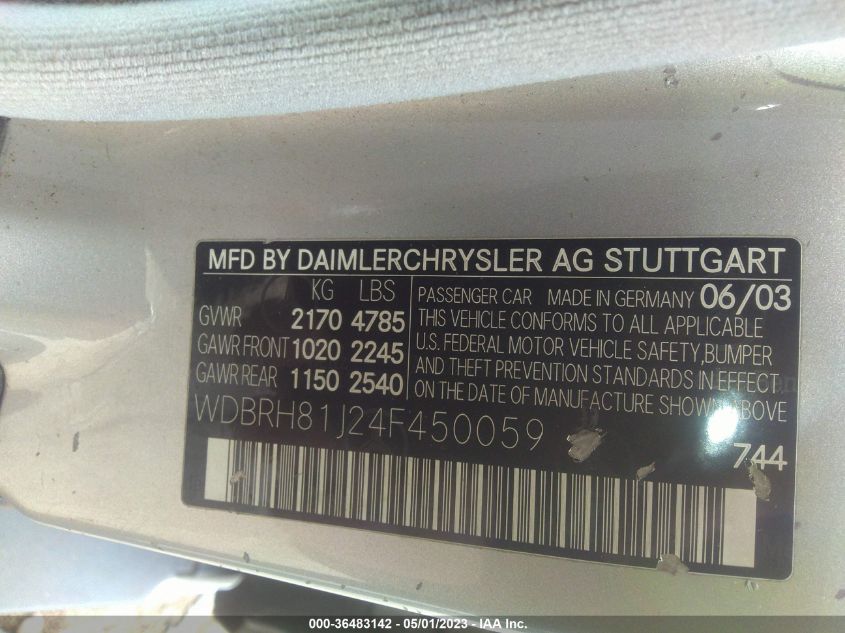 MFD BY DAIMLERCHRYSLER AG STUTTGART
KG LBS
GVWR 2170 4785
GAWR FRONT 1020 2245
GAWR REAR 1150 2540
PASSENGER CAR MADE IN GERMANY 06/03
THIS VEHICLE CONFORMS TO ALL APPLICABLE
U.S. FEDERAL MOTOR VEHICLE SAFETY, BUMPER
AND THEFT PREVENTION STANDARDS IN EFFECT
ON THE DATE OF MANUFACTURE SHOWN ABOVE
WDBRH81J24F450059
744
000-36483142 - 05/01/2023 - IAA Inc.